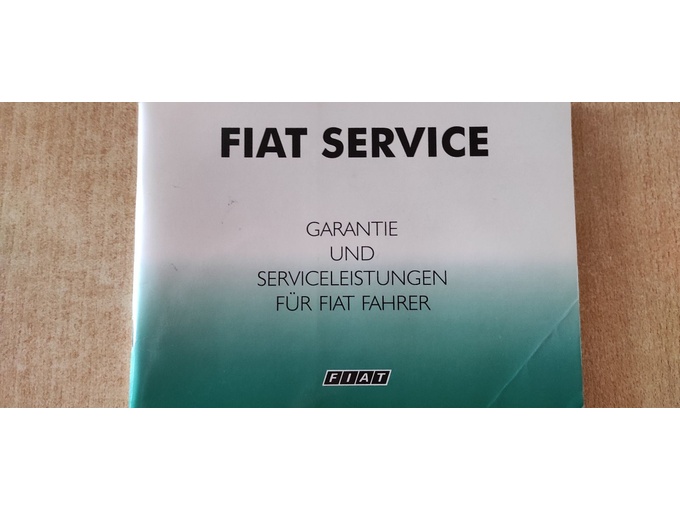 FIAT SERVICE
GARANTIE
UND
SERVICELEISTUNGEN
FÜR FIAT FAHRER
FIAT